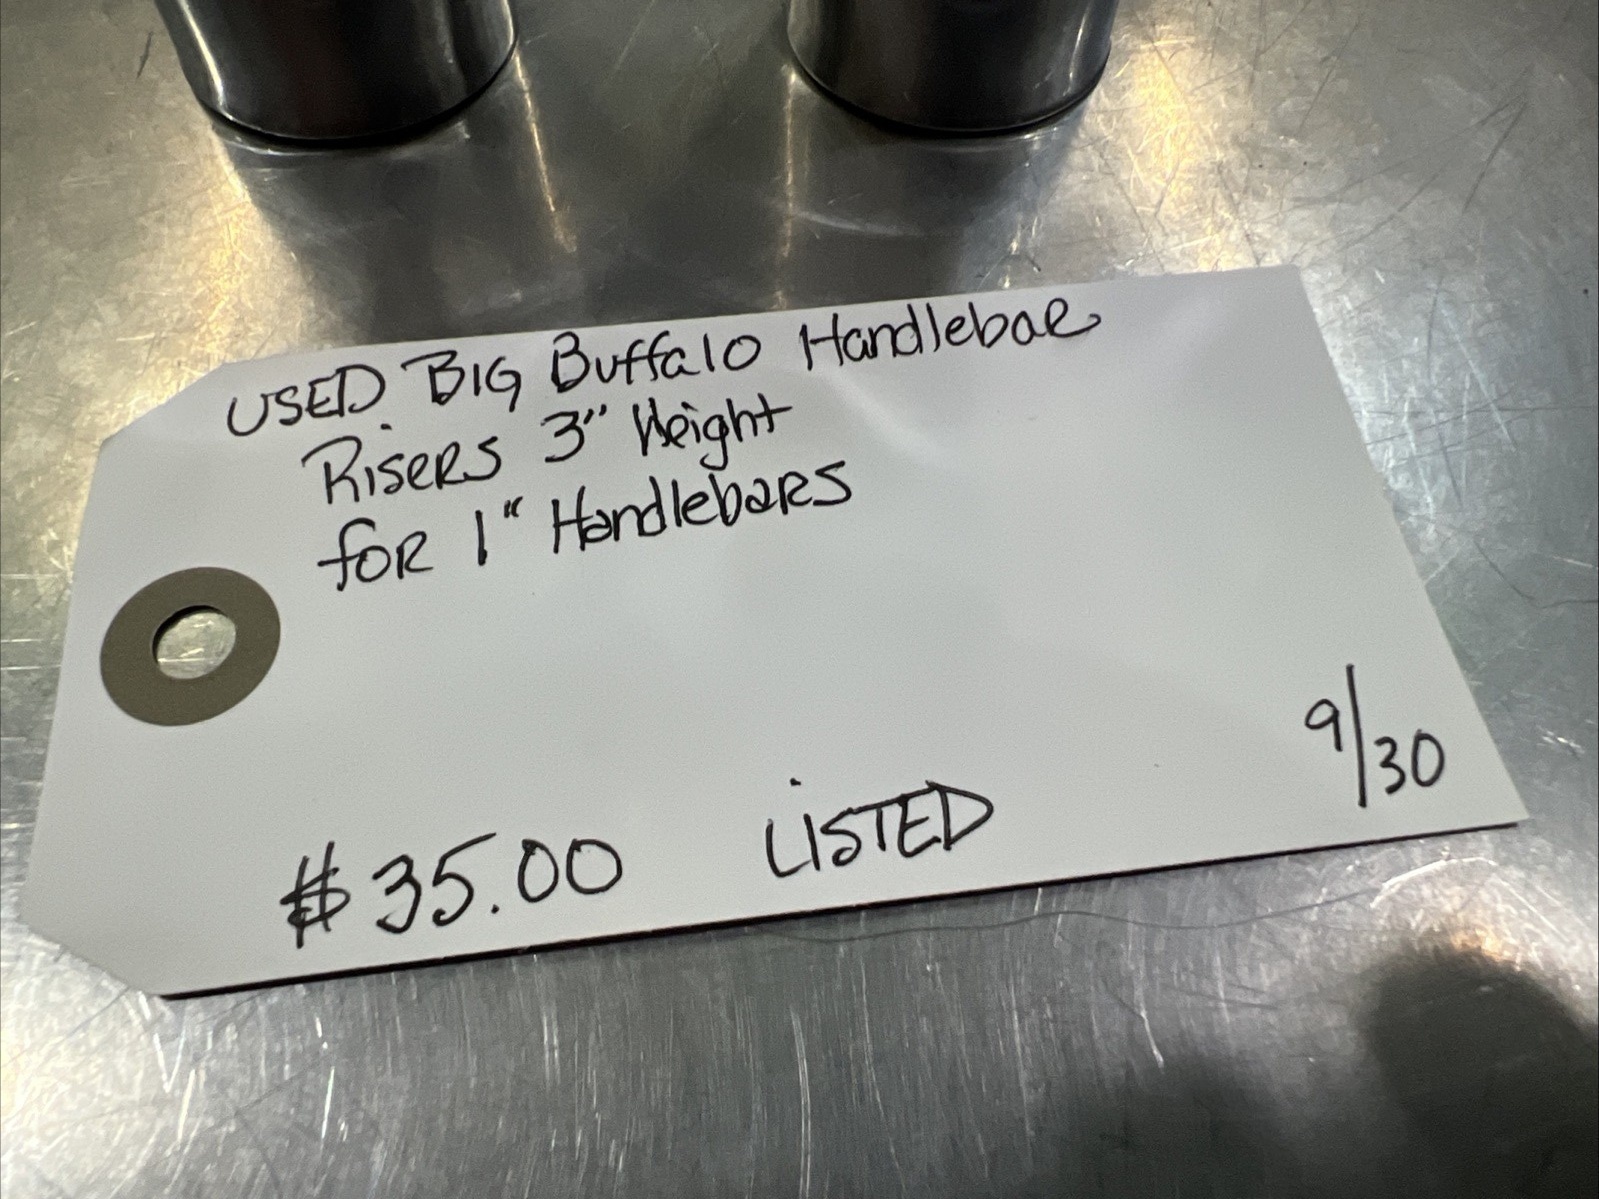 USED BIG Buffalo Handlebar
Risers 3" Height
for 1" Handlebars
9/30
$35.00 LiSTED